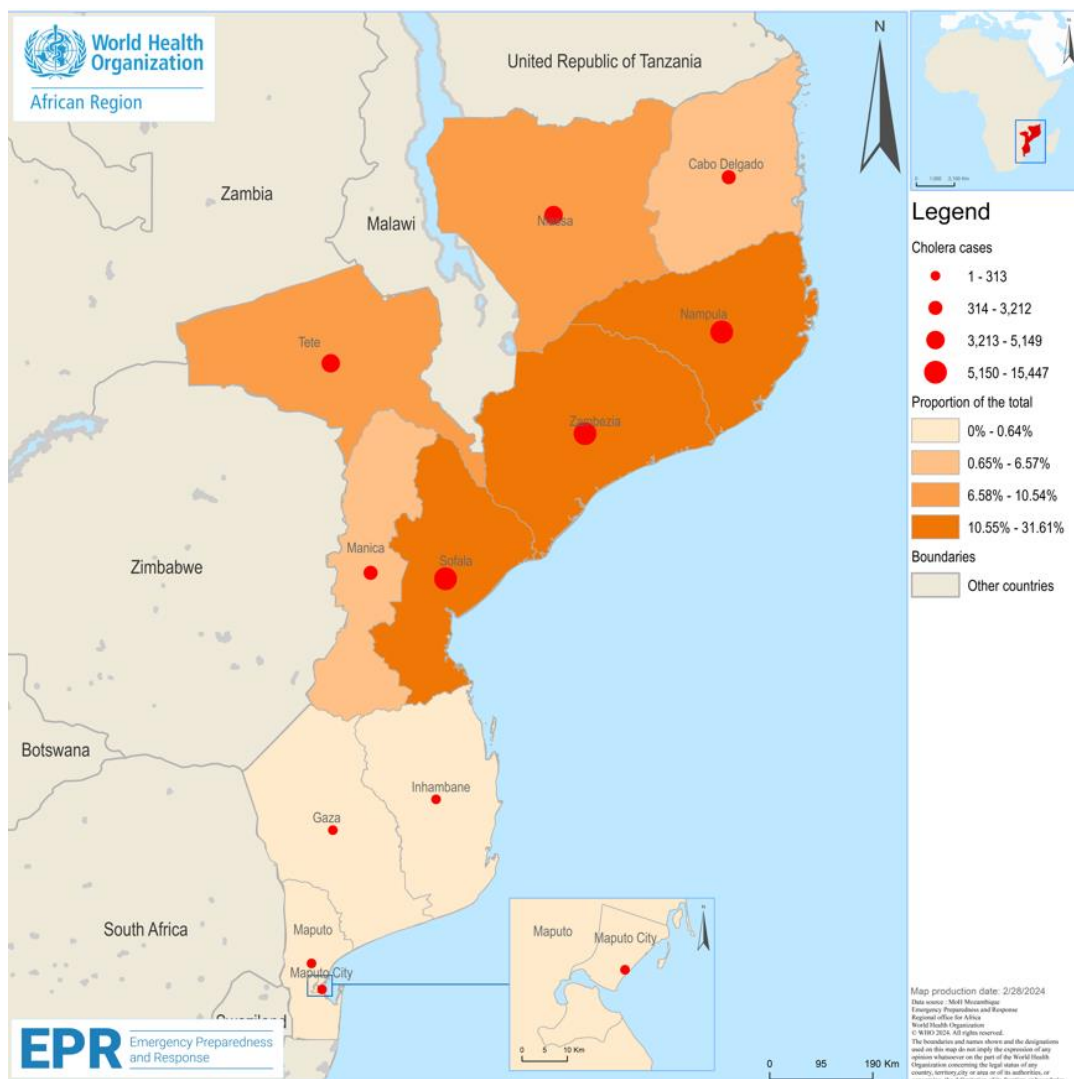 World Health
Organization
African Region
United Republic of Tanzania
N
Cabo Delgado
Zambia
Malawi
Niassa
Nampula
Tete
Zambezia
Manica
Sofala
Zimbabwe
Botswana
Inhambane
Gaza
South Africa
Maputo
Maputo City
Swaziland
N
Maputo
Maputo City
0 5 10 Km
EPR
Emergency Preparedness
and Response
0 95 190 Km
Legend
Cholera cases
1 - 313
314 - 3,212
3,213 - 5,149
5,150 - 15,447
Proportion of the total
0% - 0.64%
0.65% - 6.57%
6.58% - 10.54%
10.55% - 31.61%
Boundaries
Other countries
Map production date: 2/28/2024
Data source : MoH Mozambique
Emergency Preparedness and Response
Regional office for Africa
World Health Organization
© WHO 2024. All rights reserved.
The boundaries and names shown and the designations
used on this map do not imply the expression of any
opinion whatsoever on the part of the World Health
Organization concerning the legal status of any
country, territory,city or area or of its authorities, or